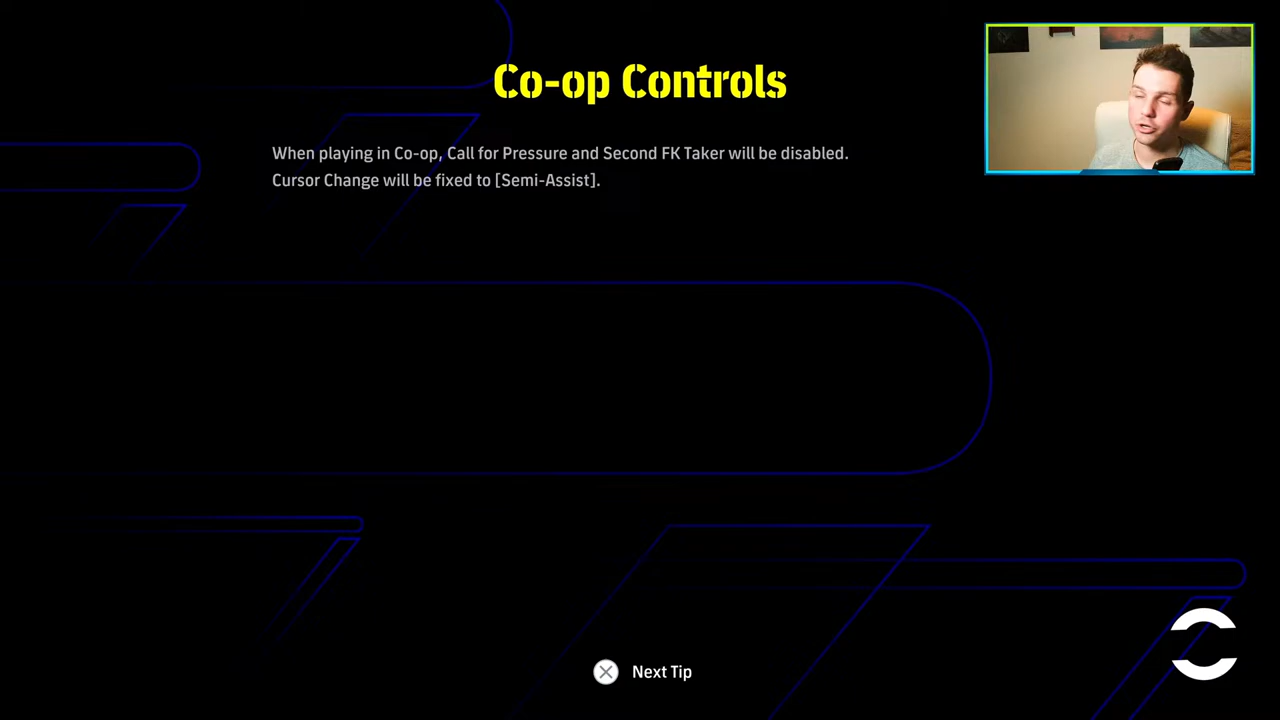 Co-op Controls
When playing in Co-op, Call for Pressure and Second FK Taker will be disabled.
Cursor Change will be fixed to [Semi-Assist].
Next Tip